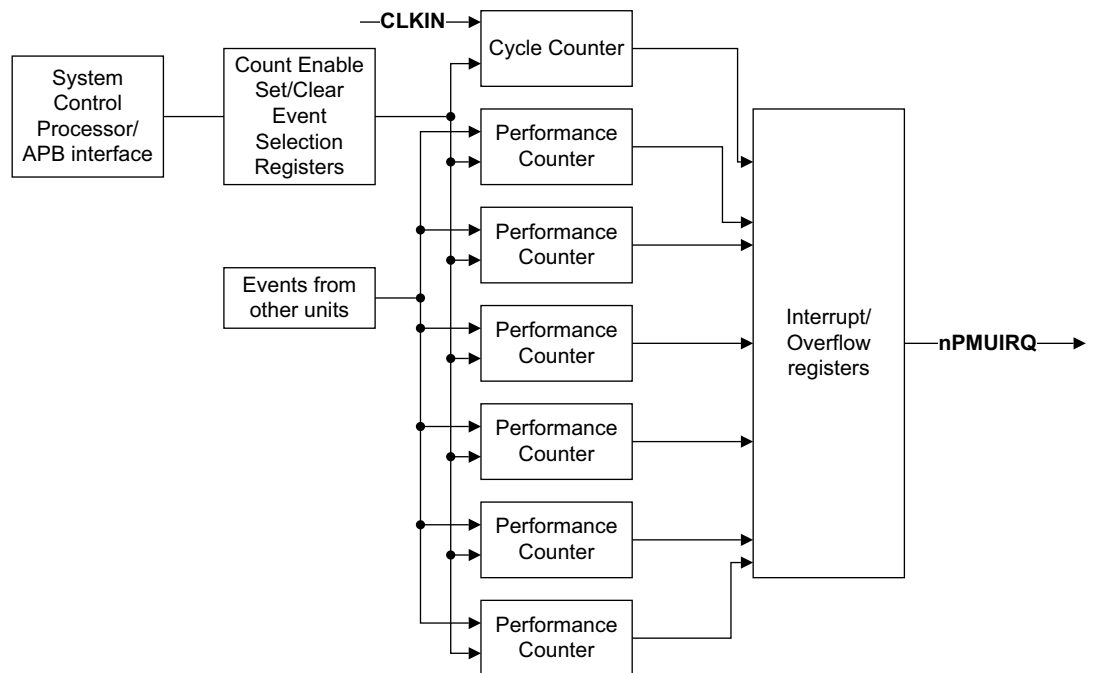 CLKIN
Cycle Counter
System
Control
Processor/
APB interface
Count Enable
Set/Clear
Event
Selection
Registers
Performance
Counter
Performance
Counter
Events from
other units
Performance
Counter
Interrupt/
Overflow
registers
nPMUIRQ
Performance
Counter
Performance
Counter
Performance
Counter